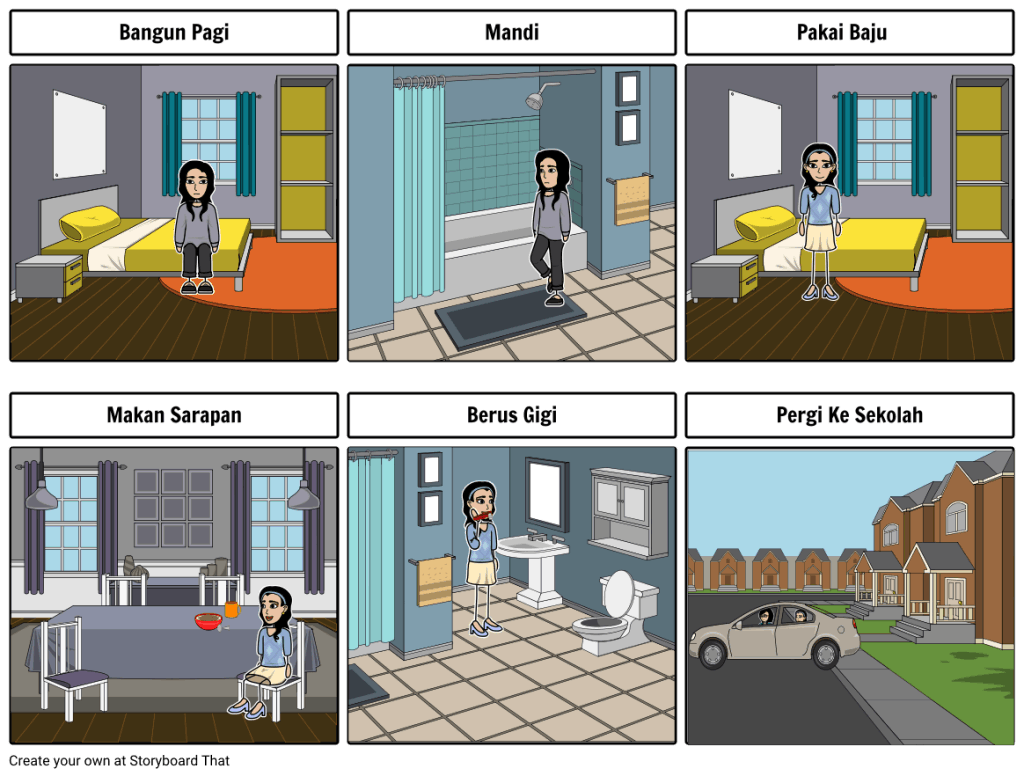 Bangun Pagi
Mandi
Pakai Baju
Makan Sarapan
Berus Gigi
Pergi Ke Sekolah
Create your own at Storyboard That